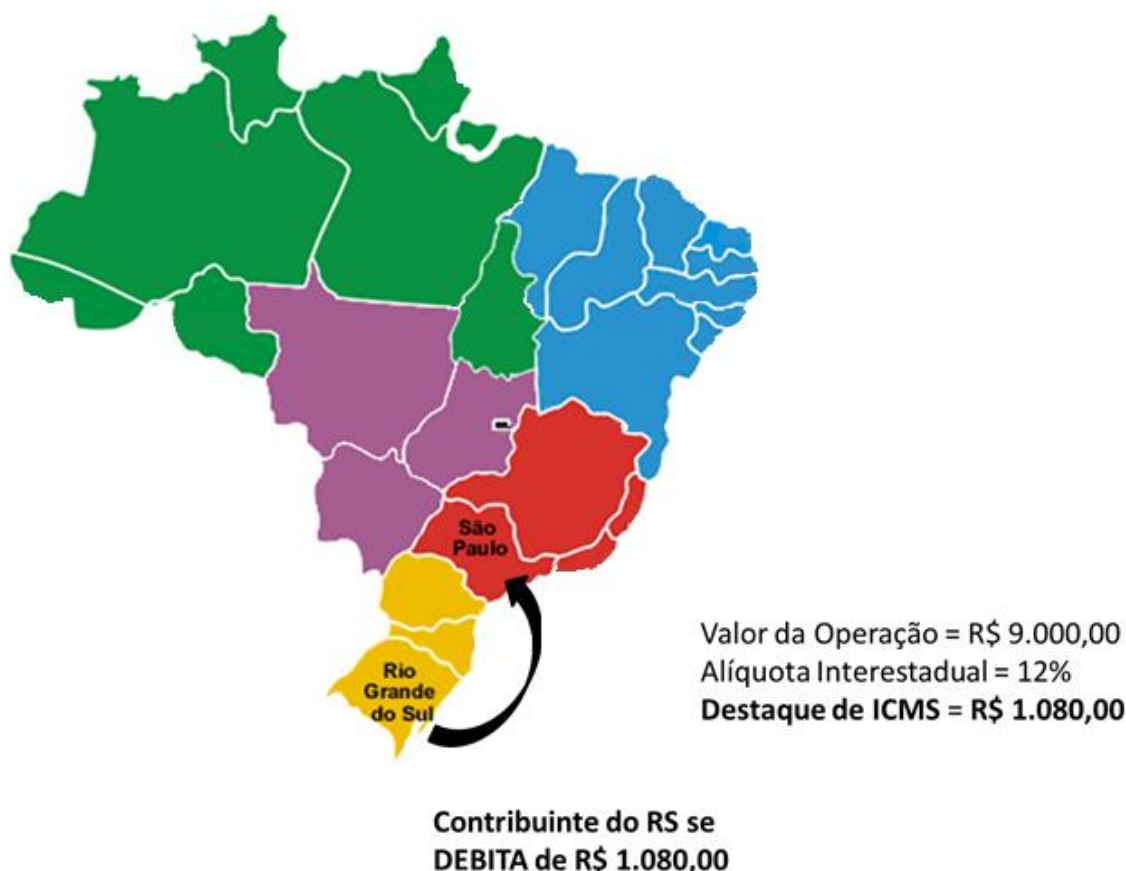 São
Paulo
Rio
Grande
do Sul
Valor da Operação = R$ 9.000,00
Alíquota Interestadual = 12%
Destaque de ICMS = R$ 1.080,00
Contribuinte do RS se
DEBITA de R$ 1.080,00